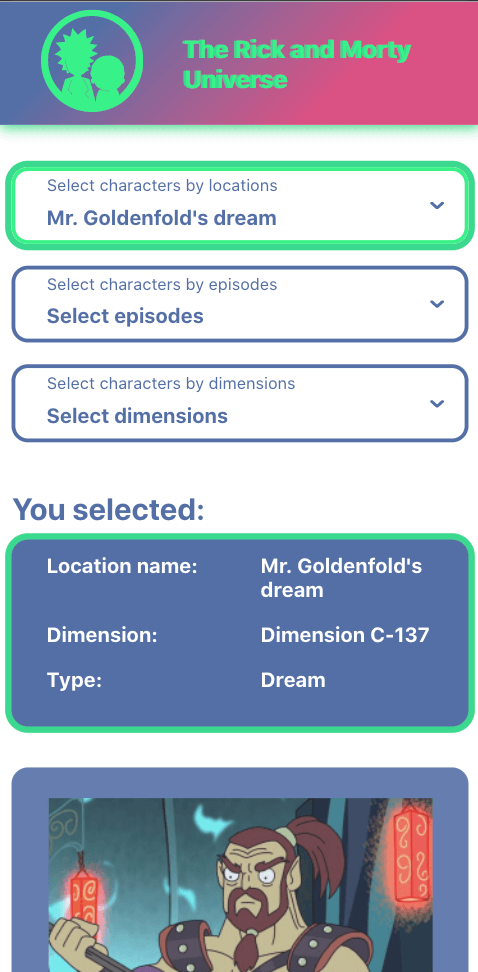 The Rick and Morty
Universe
Select characters by locations
Mr. Goldenfold's dream
Select characters by episodes
Select episodes
Select characters by dimensions
Select dimensions
You selected:
Location name: Mr. Goldenfold's
dream
Dimension: Dimension C-137
Type: Dream